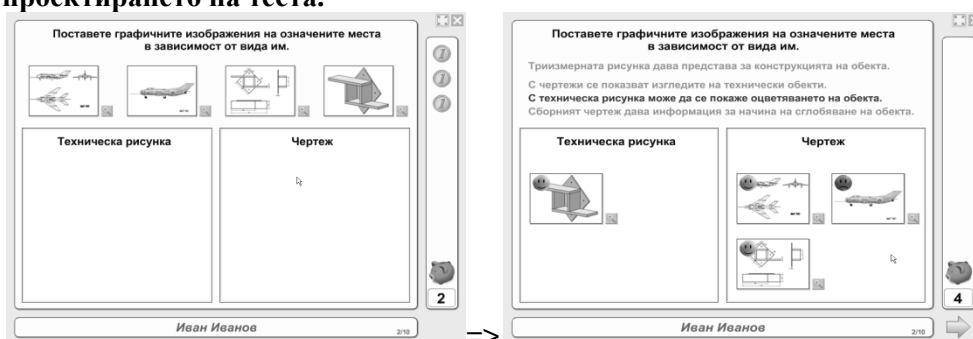 проектирането на теста.
Поставете графичните изображения на означените места
в зависимост от вида им.
Техническа рисунка
Чертеж
2
Иван Иванов
2/10
=>
Поставете графичните изображения на означените места
в зависимост от вида им.
Триизмерната рисунка дава представа за конструкцията на обекта.
С чертежи се показват изгледите на технически обекти.
С техническа рисунка може да се покаже оцветяването на обекта.
Сборният чертеж дава информация за начина на сглобяване на обекта.
Техническа рисунка
Чертеж
4
Иван Иванов
2/10